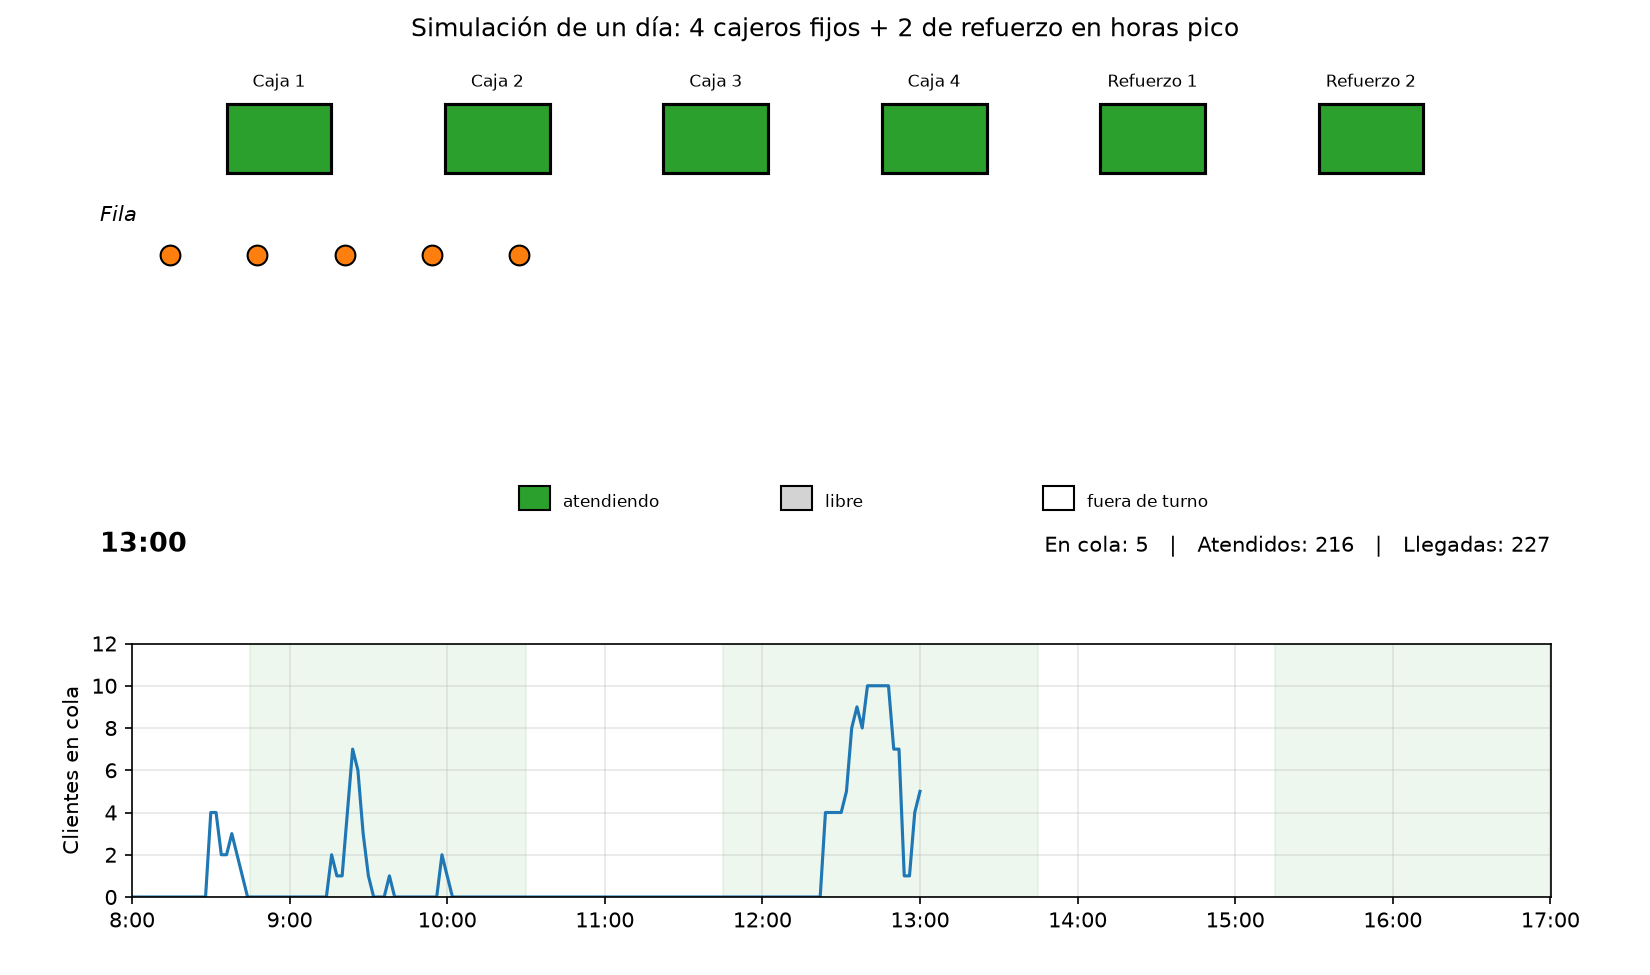 Simulación de un día: 4 cajeros fijos + 2 de refuerzo en horas pico
Caja 1 Caja 2 Caja 3 Caja 4 Refuerzo 1 Refuerzo 2
Fila
atendiendo libre fuera de turno
13:00 En cola: 5 | Atendidos: 216 | Llegadas: 227
Clientes en cola
12
10
8
6
4
2
0
8:00 9:00 10:00 11:00 12:00 13:00 14:00 15:00 16:00 17:00